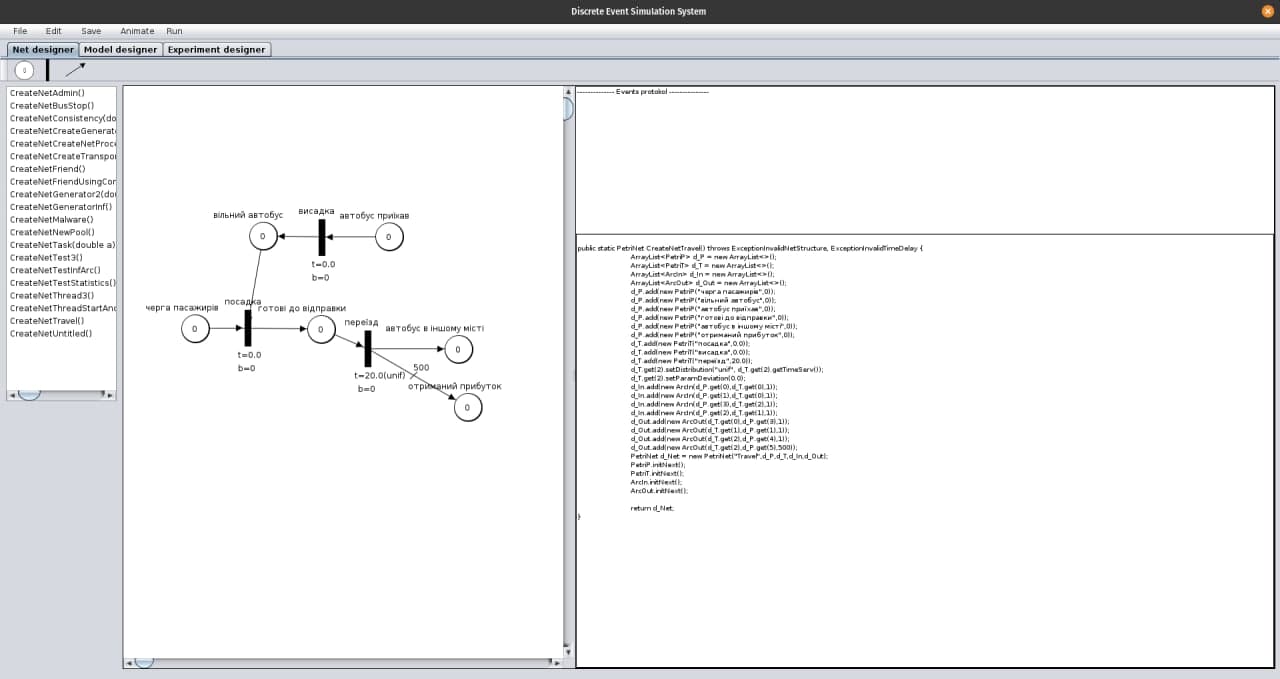 Discrete Event Simulation System
File Edit Save Animate Run
Net designer Model designer Experiment designer
0
CreateNetAdmin()
CreateNetBusStop()
CreateNetConsistency(do
CreateNetCreateGenerat
CreateNetCreateNetProc
CreateNetCreateTranspo
CreateNetFriend()
CreateNetFriendUsingCor
CreateNetGenerator2(do
CreateNetGeneratorInf()
CreateNetMalware()
CreateNetNewPool()
CreateNetTask(double a)
CreateNetTest3()
CreateNetTestInfArc()
CreateNetTestStatistics()
CreateNetThread3()
CreateNetThreadStartAnd
CreateNetTravel()
CreateNetUntitled()
вільний автобус
висадка
автобус приїхав
0
0
t=0.0
b=0
черга пасажирів
посадка
готові до відправки
0
0
t=0.0
b=0
переїзд
автобус в іншому місті
0
t=20.0(unif)
b=0
500
отриманий прибуток
0
--------------- Events protokol ----------------
public static PetriNet CreateNetTravel() throws ExceptionInvalidNetStructure, ExceptionInvalidTimeDelay {
ArrayList<PetriP> d_P = new ArrayList<>();
ArrayList<PetriT> d_T = new ArrayList<>();
ArrayList<ArcIn> d_In = new ArrayList<>();
ArrayList<ArcOut> d_Out = new ArrayList<>();
d_P.add(new PetriP("черга пасажирів",0));
d_P.add(new PetriP("вільний автобус",0));
d_P.add(new PetriP("автобус приїхав",0));
d_P.add(new PetriP("готові до відправки",0));
d_P.add(new PetriP("автобус в іншому місті",0));
d_P.add(new PetriP("отриманий прибуток",0));
d_T.add(new PetriT("посадка",0.0));
d_T.add(new PetriT("висадка",0.0));
d_T.add(new PetriT("переїзд",20.0));
d_T.get(2).setDistribution("unif", d_T.get(2).getTimeServ());
d_T.get(2).setParamDeviation(0.0);
d_In.add(new ArcIn(d_P.get(0),d_T.get(0),1));
d_In.add(new ArcIn(d_P.get(1),d_T.get(0),1));
d_In.add(new ArcIn(d_P.get(3),d_T.get(2),1));
d_In.add(new ArcIn(d_P.get(2),d_T.get(1),1));
d_Out.add(new ArcOut(d_T.get(0),d_P.get(3),1));
d_Out.add(new ArcOut(d_T.get(1),d_P.get(1),1));
d_Out.add(new ArcOut(d_T.get(2),d_P.get(4),1));
d_Out.add(new ArcOut(d_T.get(2),d_P.get(5),500));
PetriNet d_Net = new PetriNet("Travel",d_P,d_T,d_In,d_Out);
PetriP.initNext();
PetriT.initNext();
ArcIn.initNext();
ArcOut.initNext();
return d_Net;
}